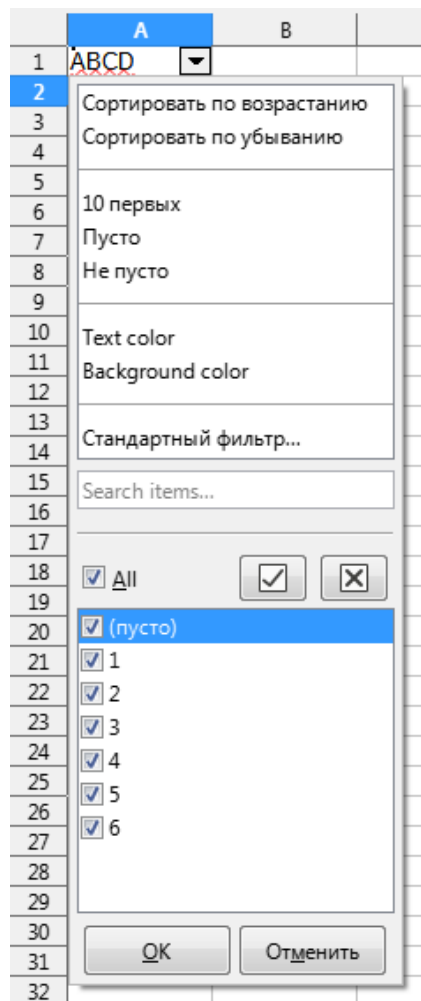 A B
1 ABCD
2 Сортировать по возрастанию
3
4 Сортировать по убыванию
5
6 10 первых
7 Пусто
8 Не пусто
9
10 Text color
11 Background color
12
13
14 Стандартный фильтр...
15 Search items...
16
17
18 All
19
20 (пусто)
21 1
22 2
23 3
24 4
25 5
26 6
27
28
29
30
31 OK Отменить
32